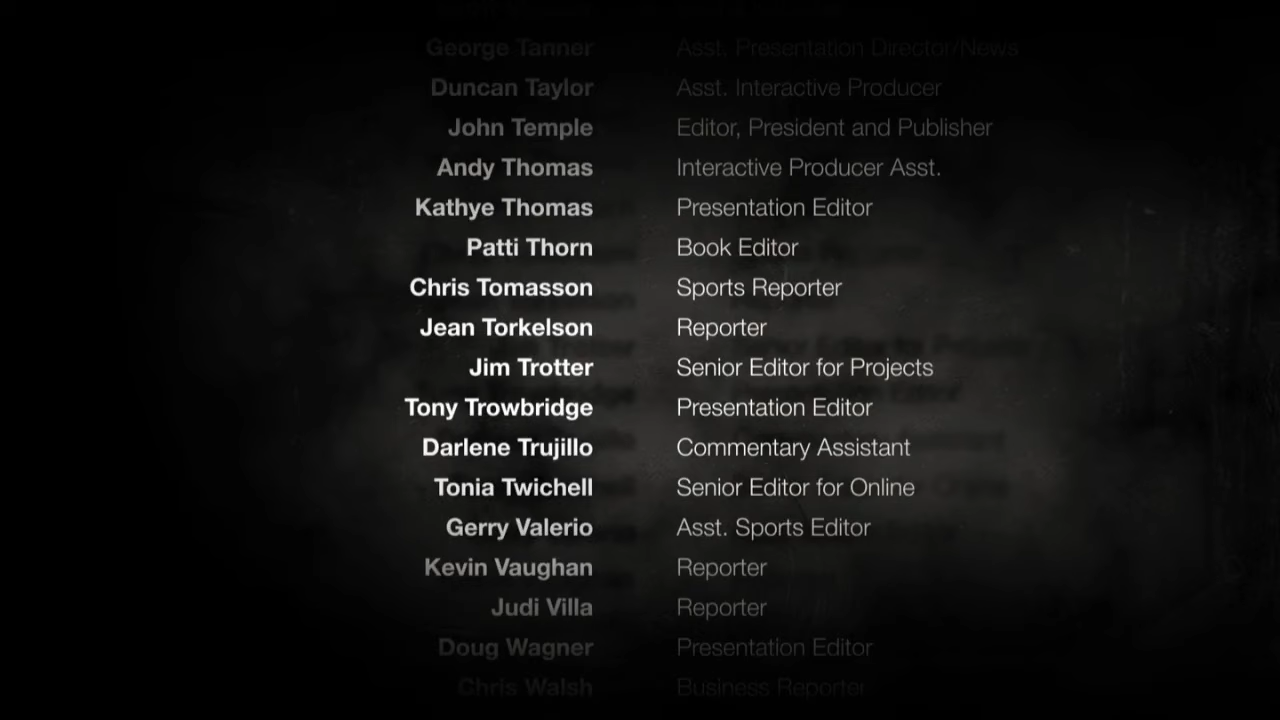 George Tanner Asst. Presentation Director/News
Duncan Taylor Asst. Interactive Producer
John Temple Editor, President and Publisher
Andy Thomas Interactive Producer Asst.
Kathye Thomas Presentation Editor
Patti Thorn Book Editor
Chris Tomasson Sports Reporter
Jean Torkelson Reporter
Jim Trotter Senior Editor for Projects
Tony Trowbridge Presentation Editor
Darlene Trujillo Commentary Assistant
Tonia Twichell Senior Editor for Online
Gerry Valerio Asst. Sports Editor
Kevin Vaughan Reporter
Judi Villa Reporter
Doug Wagner Presentation Editor
Chris Walsh Business Reporter